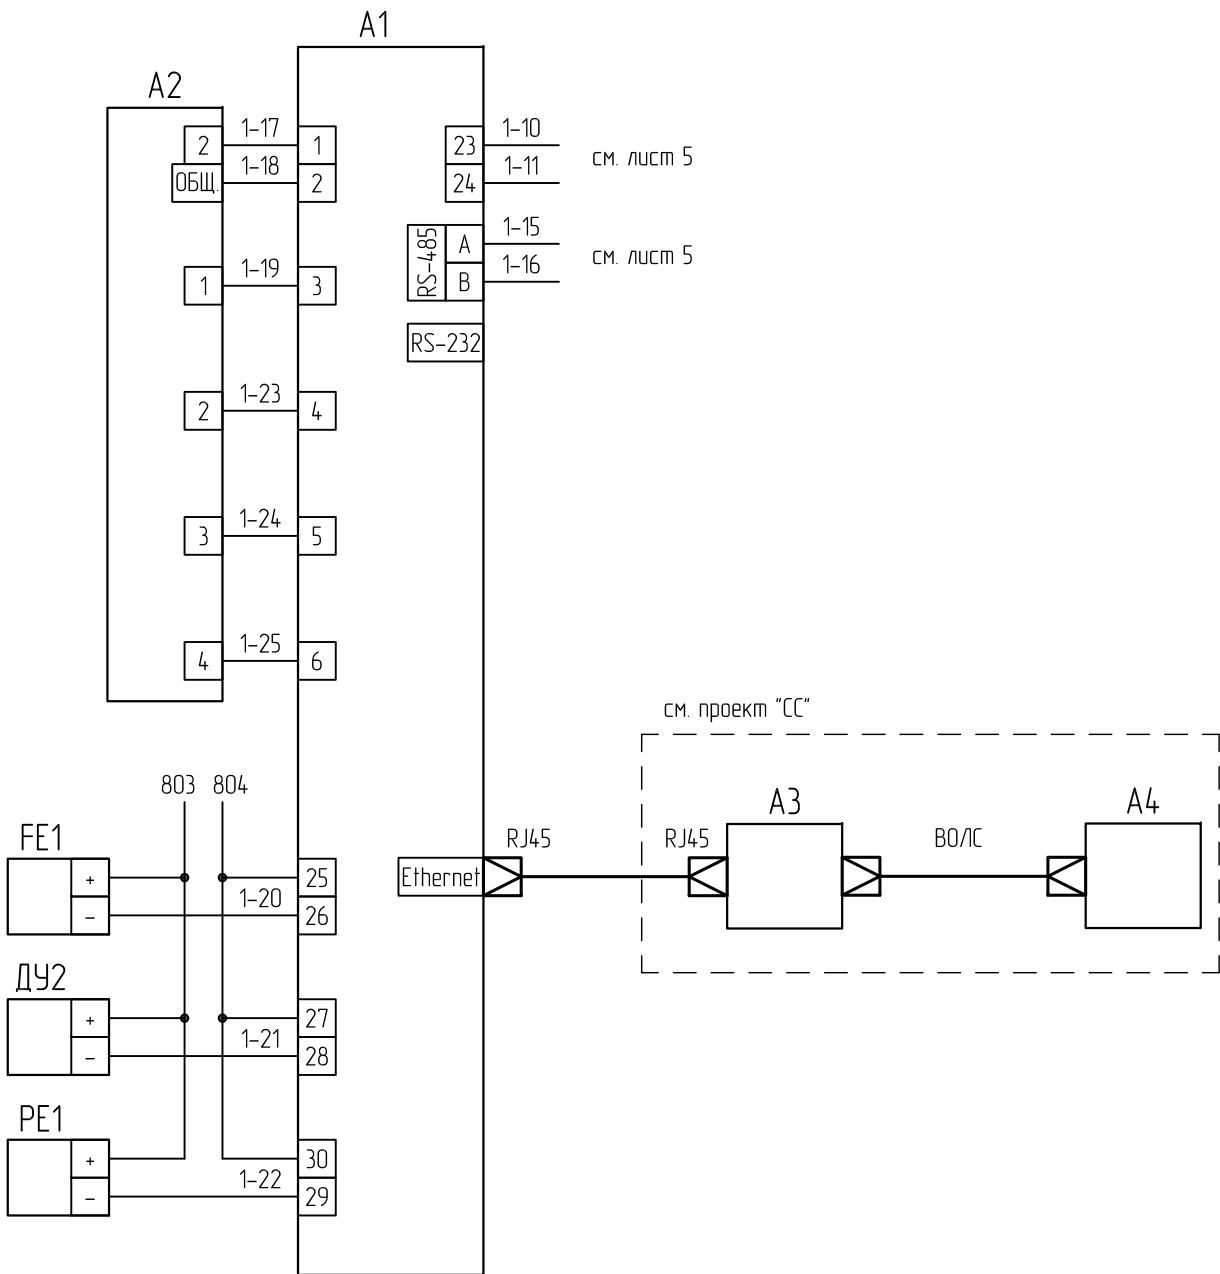 A1
A2
2 1-17 1
ОБЩ. 1-18 2
1 1-19 3
2 1-23 4
3 1-24 5
4 1-25 6
23 1-10
24 1-11
см. лист 5
RS-485
A 1-15
B 1-16
см. лист 5
RS-232
803 804
FE1
+ 25
- 1-20 26
ДУ2
+ 27
- 1-21 28
PE1
+ 30
- 1-22 29
Ethernet
RJ45
см. проект "СС"
RJ45
A3
ВОЛС
A4